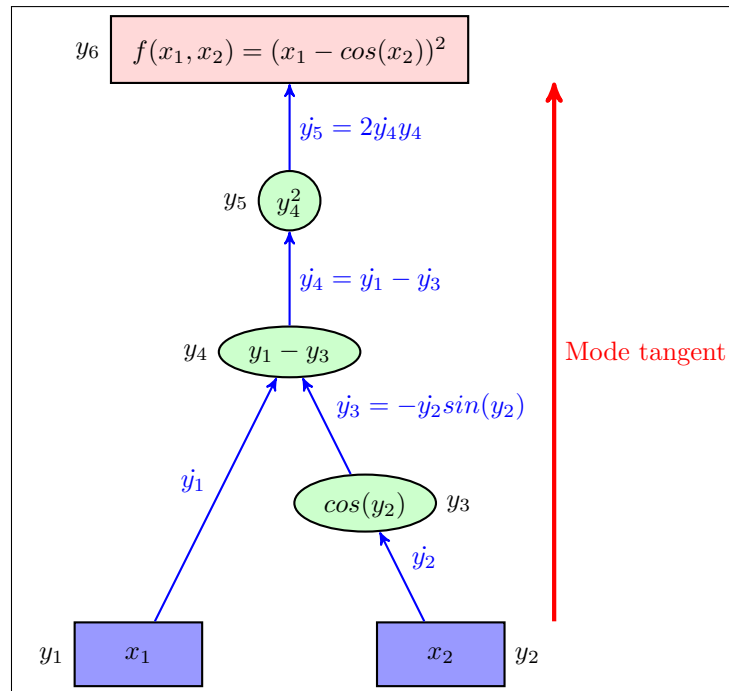 y₆ f(x₁, x₂) = (x₁ − cos(x₂))²
ẏ₅ = 2ẏ₄y₄
y₅ y₄²
ẏ₄ = ẏ₁ − ẏ₃
y₄ y₁ − y₃
Mode tangent
ẏ₃ = −ẏ₂sin(y₂)
ẏ₁
cos(y₂) y₃
ẏ₂
y₁ x₁
x₂ y₂